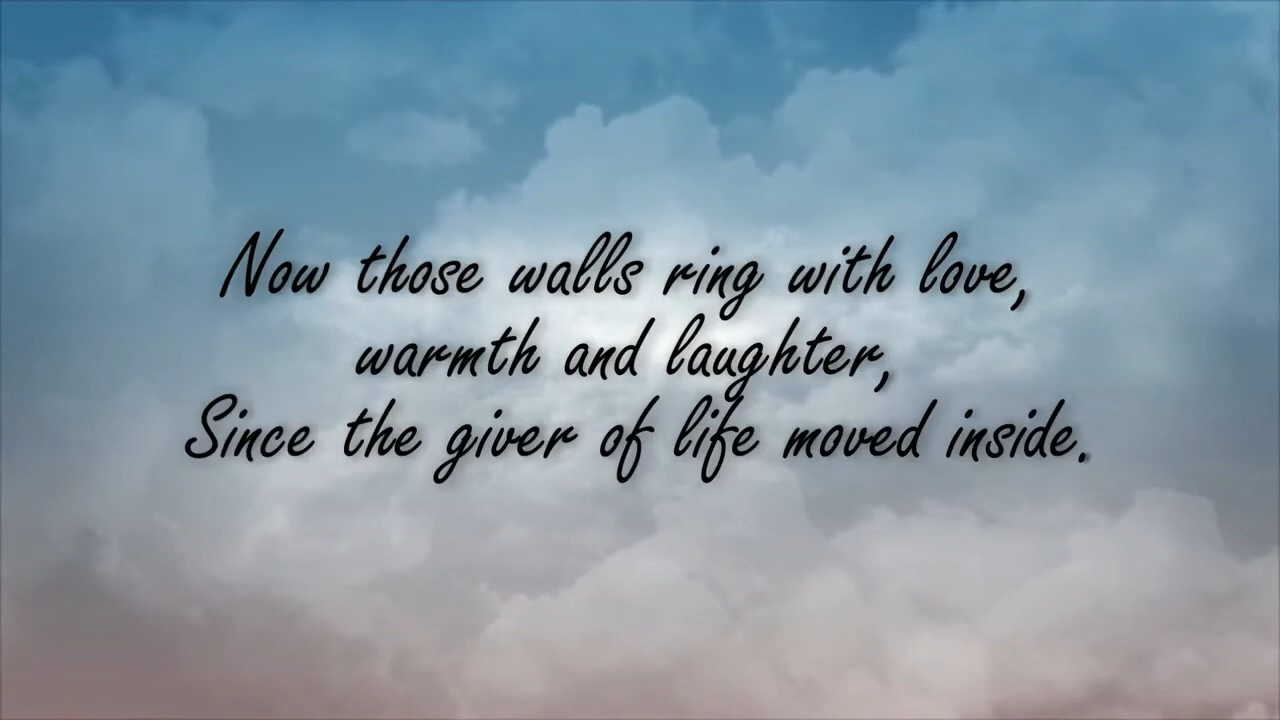 Now those walls ring with love,
warmth and laughter,
Since the giver of life moved inside.